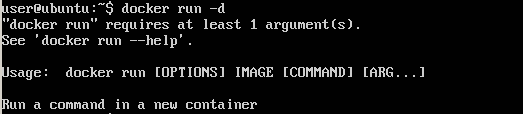 user@ubuntu:~$ docker run -d
"docker run" requires at least 1 argument(s).
See 'docker run --help'.
Usage:  docker run [OPTIONS] IMAGE [COMMAND] [ARG...]
Run a command in a new container